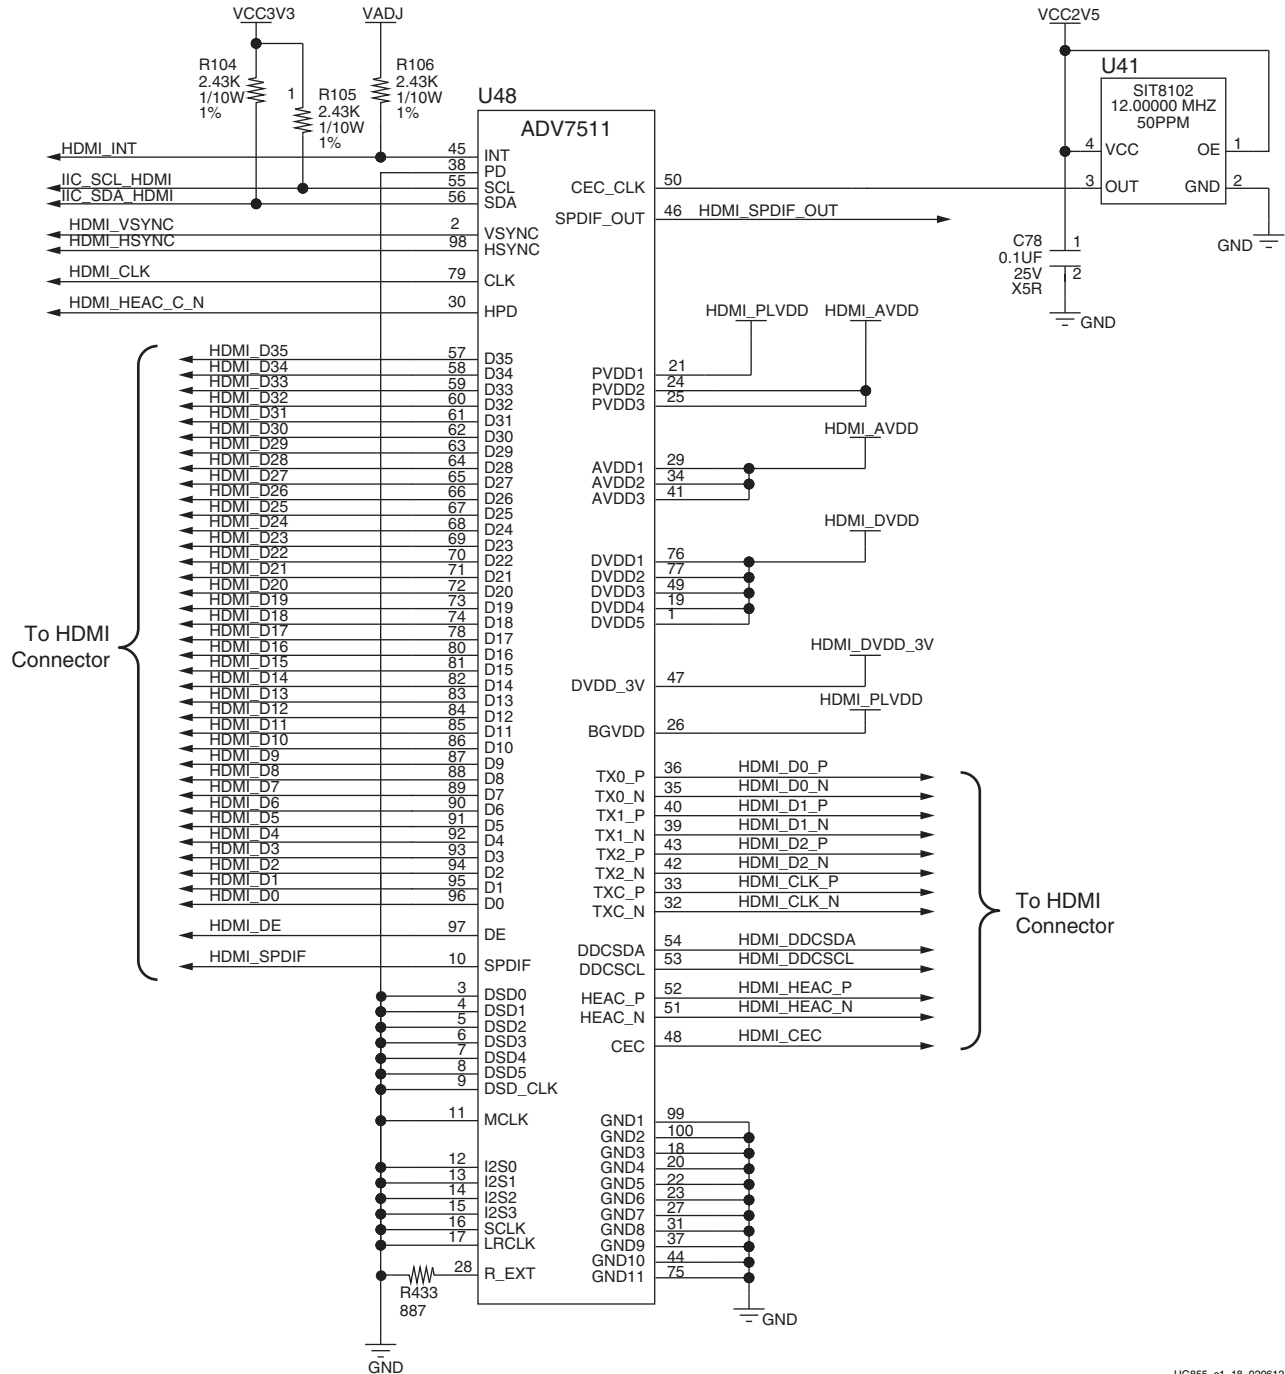 VCC3V3
VADJ
R104
2.43K
1/10W
1%
1
R105
2.43K
1/10W
1%
R106
2.43K
1/10W
1%
VCC2V5
U41
SIT8102
12.00000 MHZ
50PPM
4 VCC
OE 1
3 OUT
GND 2
GND
C78
0.1UF
25V
X5R
1
2
GND
U48
ADV7511
HDMI_INT 45 INT
38 PD
IIC_SCL_HDMI 55 SCL
IIC_SDA_HDMI 56 SDA
HDMI_VSYNC 2 VSYNC
HDMI_HSYNC 98 HSYNC
HDMI_CLK 79 CLK
HDMI_HEAC_C_N 30 HPD
To HDMI
Connector
HDMI_D35 57 D35
HDMI_D34 58 D34
HDMI_D33 59 D33
HDMI_D32 60 D32
HDMI_D31 61 D31
HDMI_D30 62 D30
HDMI_D29 63 D29
HDMI_D28 64 D28
HDMI_D27 65 D27
HDMI_D26 66 D26
HDMI_D25 67 D25
HDMI_D24 68 D24
HDMI_D23 69 D23
HDMI_D22 70 D22
HDMI_D21 71 D21
HDMI_D20 72 D20
HDMI_D19 73 D19
HDMI_D18 74 D18
HDMI_D17 78 D17
HDMI_D16 80 D16
HDMI_D15 81 D15
HDMI_D14 82 D14
HDMI_D13 83 D13
HDMI_D12 84 D12
HDMI_D11 85 D11
HDMI_D10 86 D10
HDMI_D9 87 D9
HDMI_D8 88 D8
HDMI_D7 89 D7
HDMI_D6 90 D6
HDMI_D5 91 D5
HDMI_D4 92 D4
HDMI_D3 93 D3
HDMI_D2 94 D2
HDMI_D1 95 D1
HDMI_D0 96 D0
HDMI_DE 97 DE
HDMI_SPDIF 10 SPDIF
3 DSD0
4 DSD1
5 DSD2
6 DSD3
7 DSD4
8 DSD5
9 DSD_CLK
11 MCLK
12 I2S0
13 I2S1
14 I2S2
15 I2S3
16 SCLK
17 LRCLK
28 R_EXT
R433
887
GND
CEC_CLK 50
SPDIF_OUT 46 HDMI_SPDIF_OUT
HDMI_PLVDD
HDMI_AVDD
PVDD1 21
PVDD2 24
PVDD3 25
HDMI_AVDD
AVDD1 29
AVDD2 34
AVDD3 41
HDMI_DVDD
DVDD1 76
DVDD2 77
DVDD3 49
DVDD4 19
DVDD5 1
HDMI_DVDD_3V
DVDD_3V 47
HDMI_PLVDD
BGVDD 26
TX0_P 36 HDMI_D0_P
TX0_N 35 HDMI_D0_N
TX1_P 40 HDMI_D1_P
TX1_N 39 HDMI_D1_N
TX2_P 43 HDMI_D2_P
TX2_N 42 HDMI_D2_N
TXC_P 33 HDMI_CLK_P
TXC_N 32 HDMI_CLK_N
DDCSDA 54 HDMI_DDCSDA
DDCSCL 53 HDMI_DDCSCL
HEAC_P 52 HDMI_HEAC_P
HEAC_N 51 HDMI_HEAC_N
CEC 48 HDMI_CEC
To HDMI
Connector
GND1 99
GND2 100
GND3 18
GND4 20
GND5 22
GND6 23
GND7 27
GND8 31
GND9 37
GND10 44
GND11 75
GND